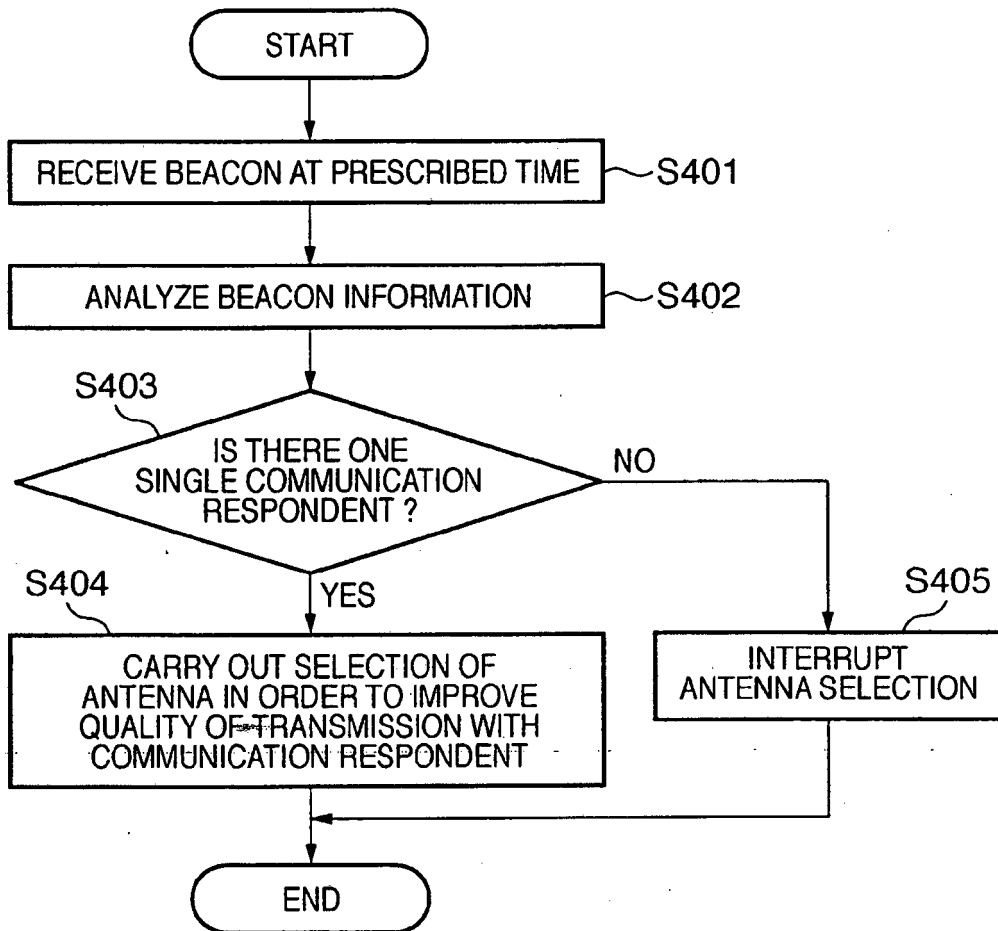 START
RECEIVE BEACON AT PRESCRIBED TIME
S401
ANALYZE BEACON INFORMATION
S402
S403
IS THERE ONE
SINGLE COMMUNICATION
RESPONDENT ?
NO
YES
S404
CARRY OUT SELECTION OF
ANTENNA IN ORDER TO IMPROVE
QUALITY OF TRANSMISSION WITH
COMMUNICATION RESPONDENT
S405
INTERRUPT
ANTENNA SELECTION
END